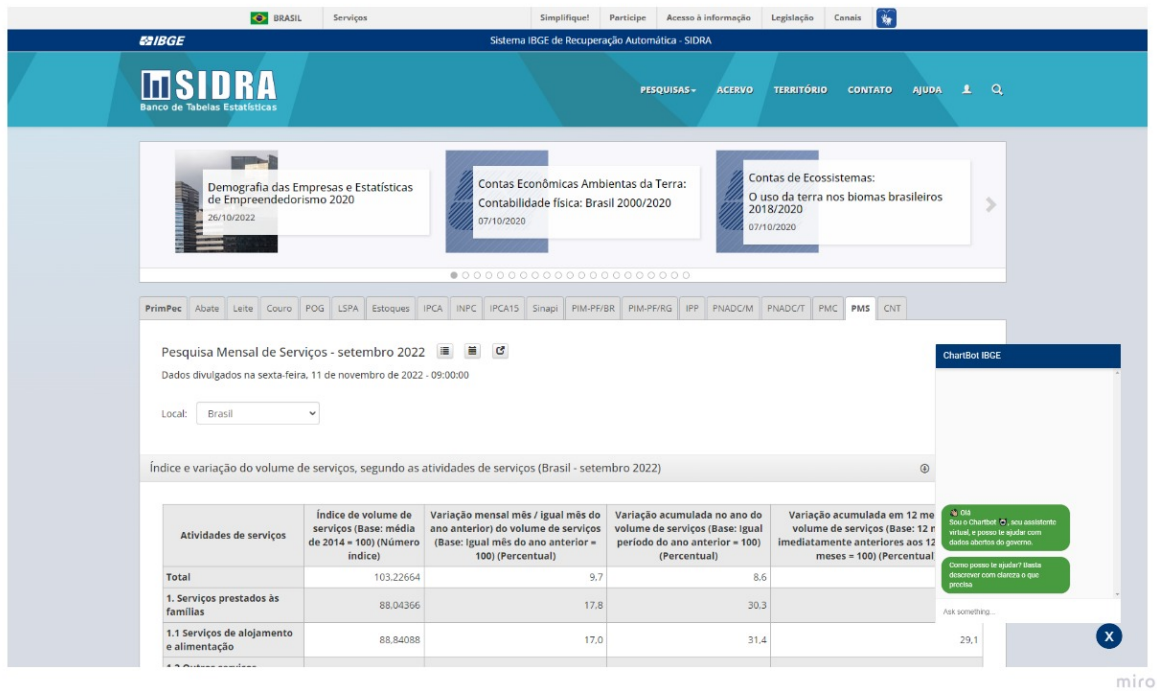 BRASIL Serviços Simplifique! Participe Acesso à informação Legislação Canais
IBGE Sistema IBGE de Recuperação Automática - SIDRA
SIDRA
Banco de Tabelas Estatísticas
PESQUISAS ACERVO TERRITÓRIO CONTATO AJUDA
Demografia das Empresas e Estatísticas
de Empreendedorismo 2020
26/10/2022
Contas Econômicas Ambientas da Terra:
Contabilidade física: Brasil 2000/2020
07/10/2020
Contas de Ecossistemas:
O uso da terra nos biomas brasileiros
2018/2020
07/10/2020
PrimPec Abate Leite Couro POG LSPA Estoques IPCA INPC IPCA15 Sinapi PIM-PF/BR PIM-PF/RG IPP PNADC/M PNADC/T PMC PMS CNT
Pesquisa Mensal de Serviços - setembro 2022
Dados divulgados na sexta-feira, 11 de novembro de 2022 - 09:00:00
Local: Brasil
Índice e variação do volume de serviços, segundo as atividades de serviços (Brasil - setembro 2022)
Atividades de serviços
Índice de volume de
serviços (Base: média
de 2014 = 100) (Número
índice)
Variação mensal mês / igual mês do
ano anterior) do volume de serviços
(Base: Igual mês do ano anterior =
100) (Percentual)
Variação acumulada no ano do
volume de serviços (Base: Igual
período do ano anterior = 100)
(Percentual)
Variação acumulada em 12 me
volume de serviços (Base: 12
imediatamente anteriores aos 12
meses = 100) (Percentual
Total 103.22664 9,7 8,6
1. Serviços prestados às
famílias
88.04366 17,8 30.3
1.1 Serviços de alojamento
e alimentação
88,84088 17,0 31,4 29,1
ChartBot IBGE
Olá
Sou o Chartbot, seu assistente
virtual, e posso te ajudar com
dados abertos do governo.
Como posso te ajudar? Basta
descrever com clareza o que
precisa
Ask something...
X
miro